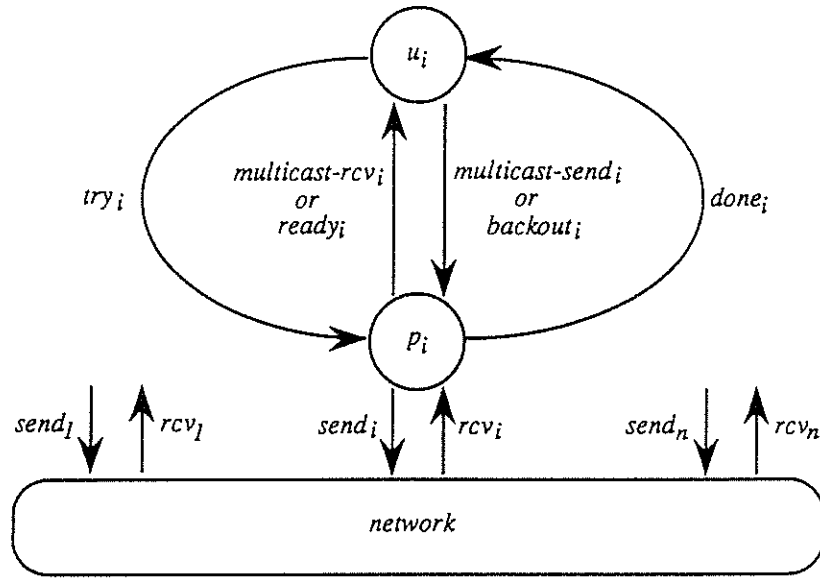 u_i
try_i
multicast-rcv_i
or
ready_i
multicast-send_i
or
backout_i
done_i
p_i
send_1
rcv_1
send_i
rcv_i
send_n
rcv_n
network